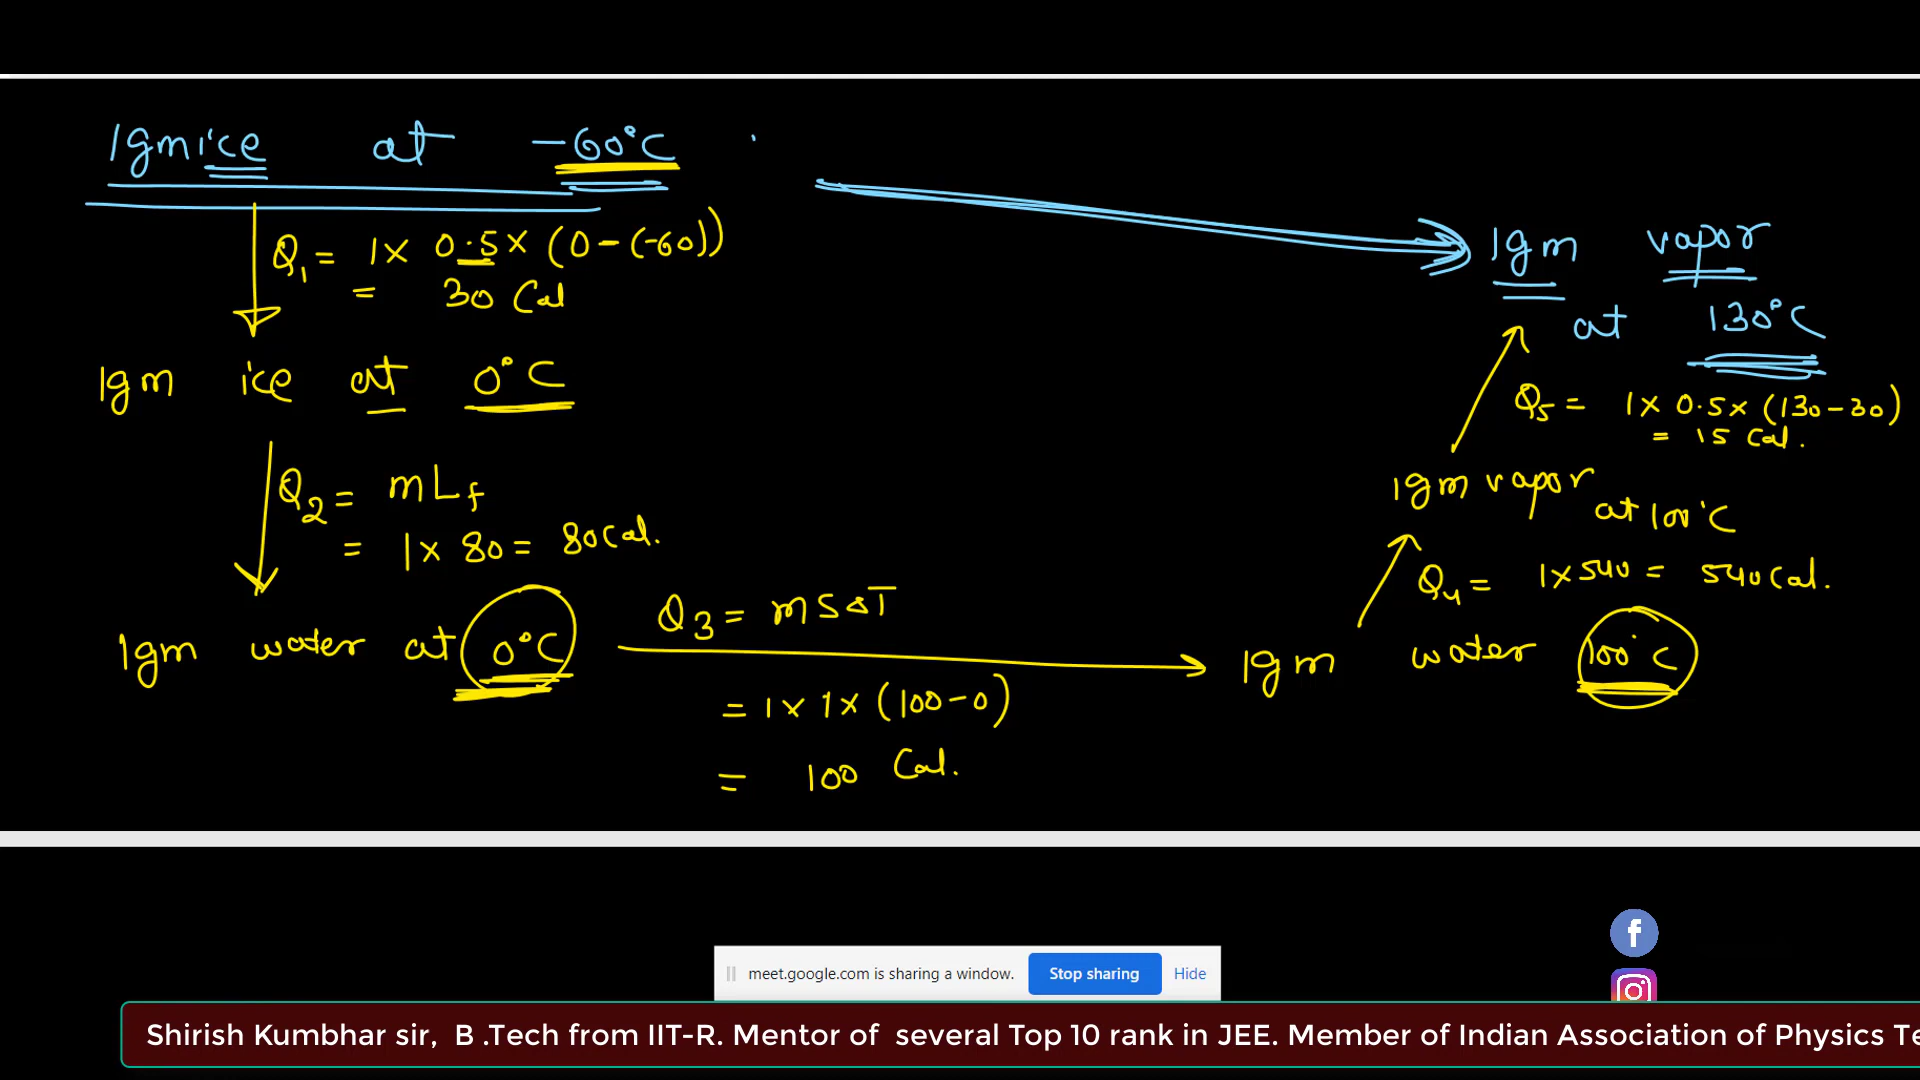 1gm ice at -60°C
Q₁ = 1 × 0.5 × (0-(-60))
= 30 Cal
1gm ice at 0°C
Q₂ = mLf
= 1 × 80 = 80 Cal.
1gm water at 0°C
Q₃ = mSΔT
= 1 × 1 × (100-0)
= 100 Cal.
1gm water 100°C
Q₄ = 1 × 540 = 540 Cal.
1gm vapor at 100°C
Q₅ = 1 × 0.5 × (130-30)
= 15 Cal.
1gm vapor
at 130°C
meet.google.com is sharing a window. Stop sharing Hide
Shirish Kumbhar sir, B .Tech from IIT-R. Mentor of several Top 10 rank in JEE. Member of Indian Association of Physics Te